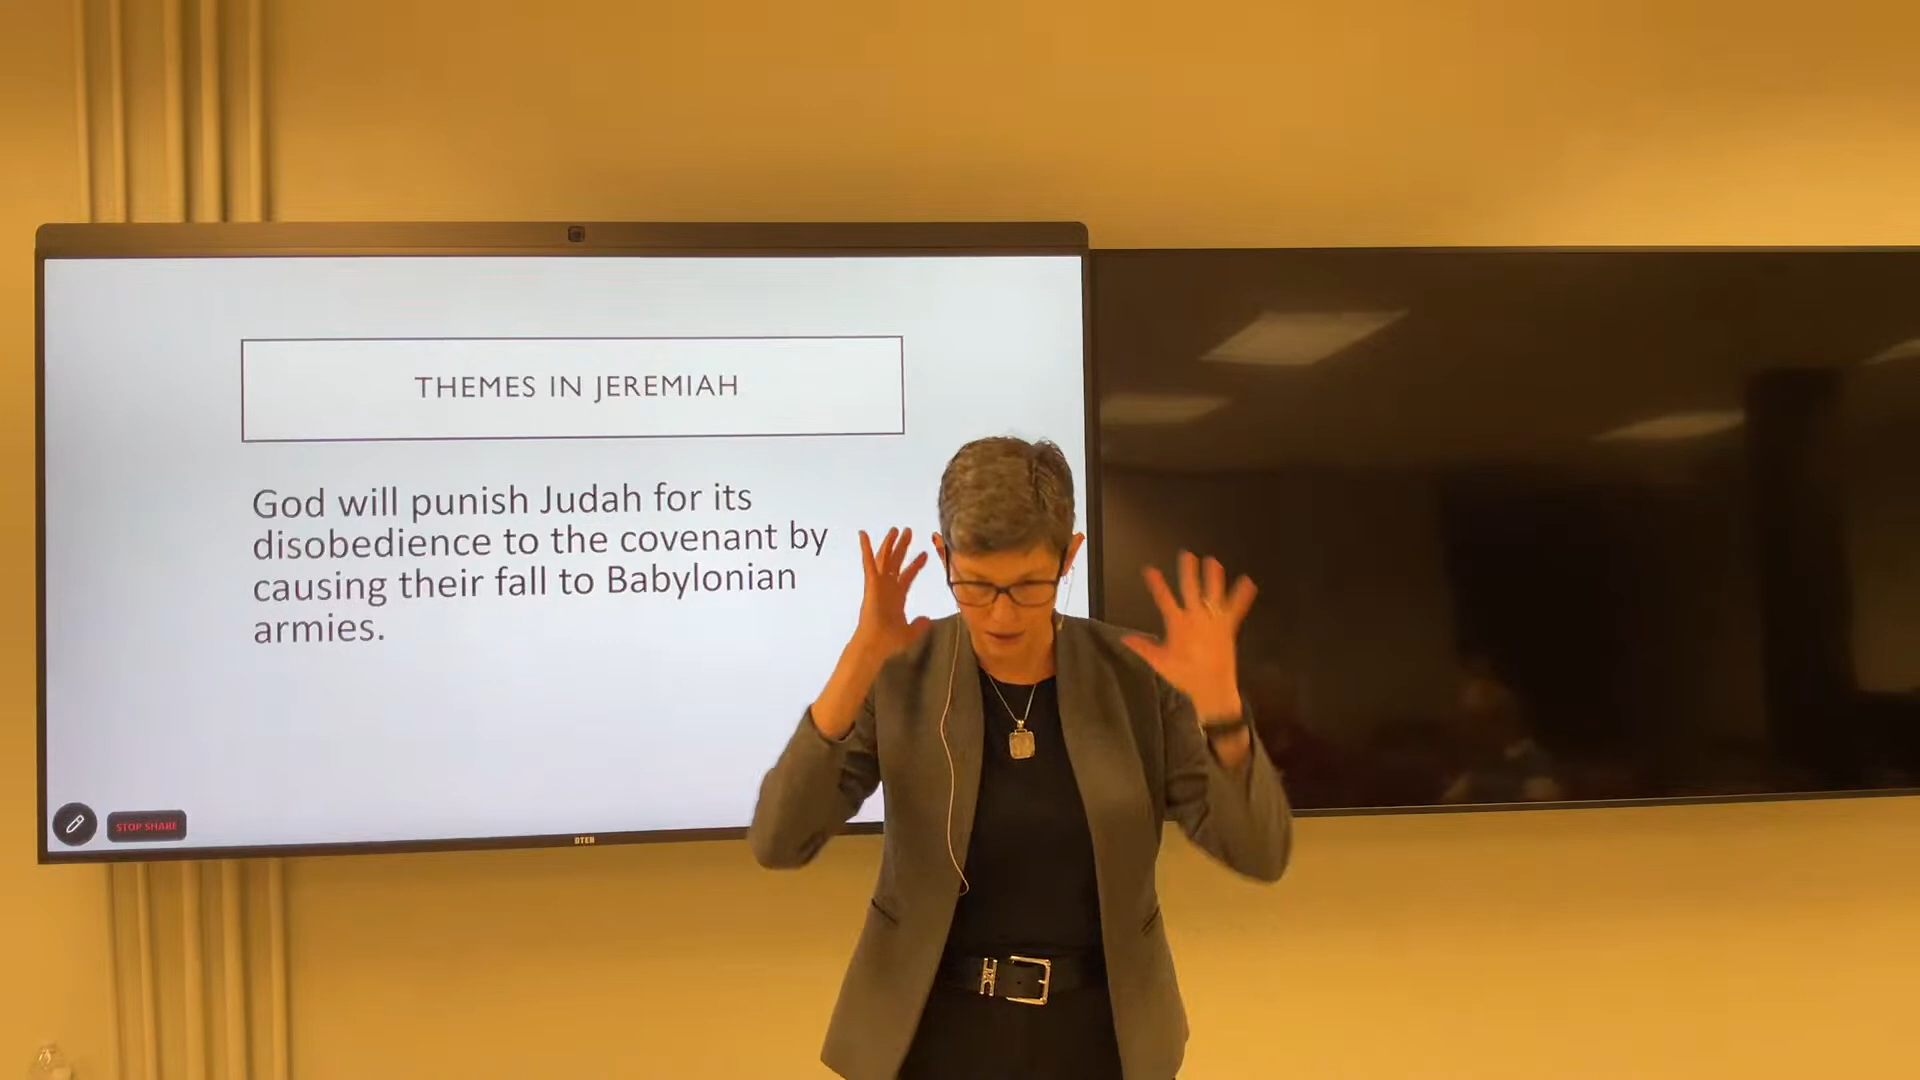 THEMES IN JEREMIAH
God will punish Judah for its
disobedience to the covenant by
causing their fall to Babylonian
armies.
STOP SHARE
DTEN